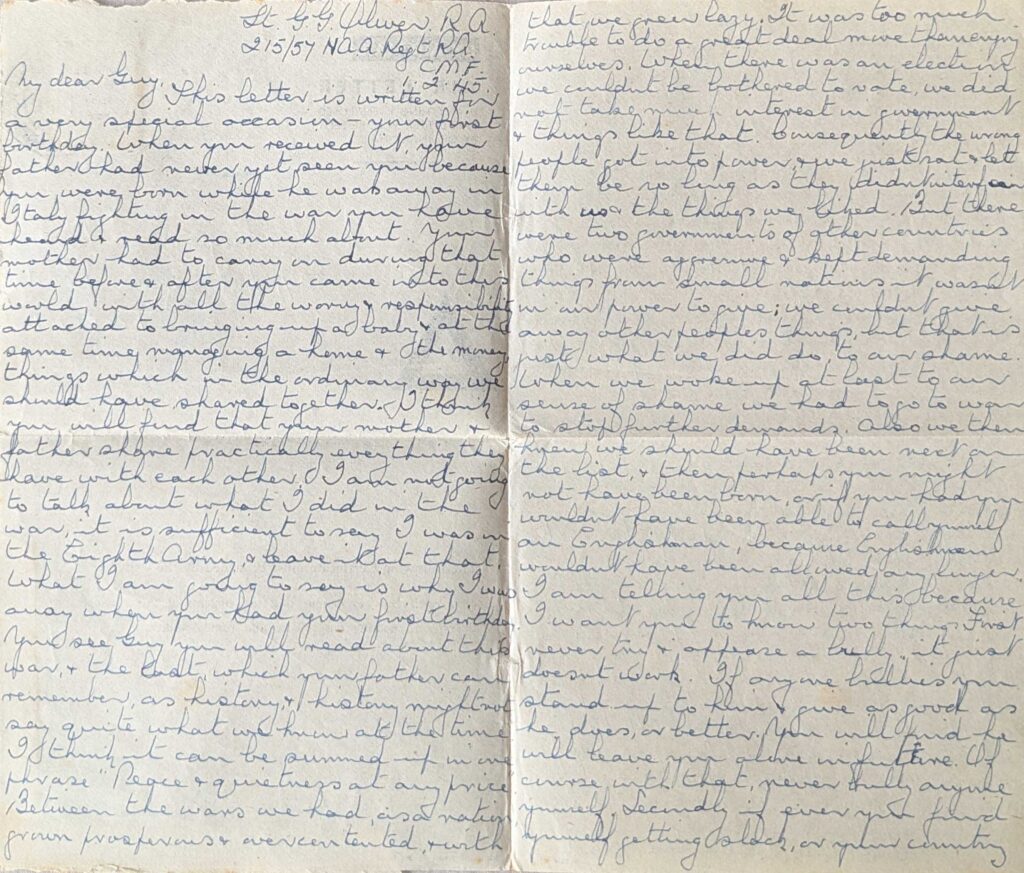 Lt. G.G. Oliver. R.A.
215/57 HAA Regt. R.A.
C M F
2. 45.
My dear Guy.
This letter is written for
a very special occasion – your first
birthday. When you received it, your
father had never yet seen you because
you were born while he was away in
Italy fighting in the war you have
heard & read so much about. Your
mother had to carry on during that
time before & after you came into this
world with all the worry & responsibility
attached to bringing up a baby & at the
same time managing a home & the money
things which in the ordinary way we
should have shared together. I think
you will find that your mother &
father share practically everything they
have with each other. I am not going
to talk about what I did in the
war, it is sufficient to say I was in
the Eighth Army, & leave it at that.
What I am going to say is why I was
away when you had your first birthday
You see Guy you will read about this
war, & the last, which your father can
remember, as history, & history might not
say quite what we know at the time
I think it can be summed up in one
phrase "Peace & quietness at any price"
Between the wars we had, as a nation
grown prosperous & overcontented, & with
that, we grew lazy. It was too much
trouble to do a great deal more than enjoy
ourselves. When there was an election
we couldn't be bothered to vote, we did
not take much interest in government
& things like that. Consequently the wrong
people got into power, & we just sat & let
them be so long as they didn't interfere
with us & the things we liked. But there
were two governments of other countries
who were aggressive & kept demanding
things from small nations it wasn't
in our power to give; we couldn't give
away other peoples things, but that is
just what we did do, to our shame.
When we woke up at last to our
sense of shame we had to go to war
to stop further demands. Also we then
knew we should have been next on
the list, & then perhaps you might
not have been born, or if you had you
wouldn't have been able to call yourself
an Englishman, because Englishmen
wouldn't have been allowed any longer.
I am telling you all this because
I want you to know two things. First
never try & appease a bully, it just
doesnt work. If anyone bullies you
stand up to him & give as good as
he does, or better. You will find he
will leave you alone in future. Of
course with that, never bully anyone
yourself. Secondly if ever you find
yourself getting slack, or your country